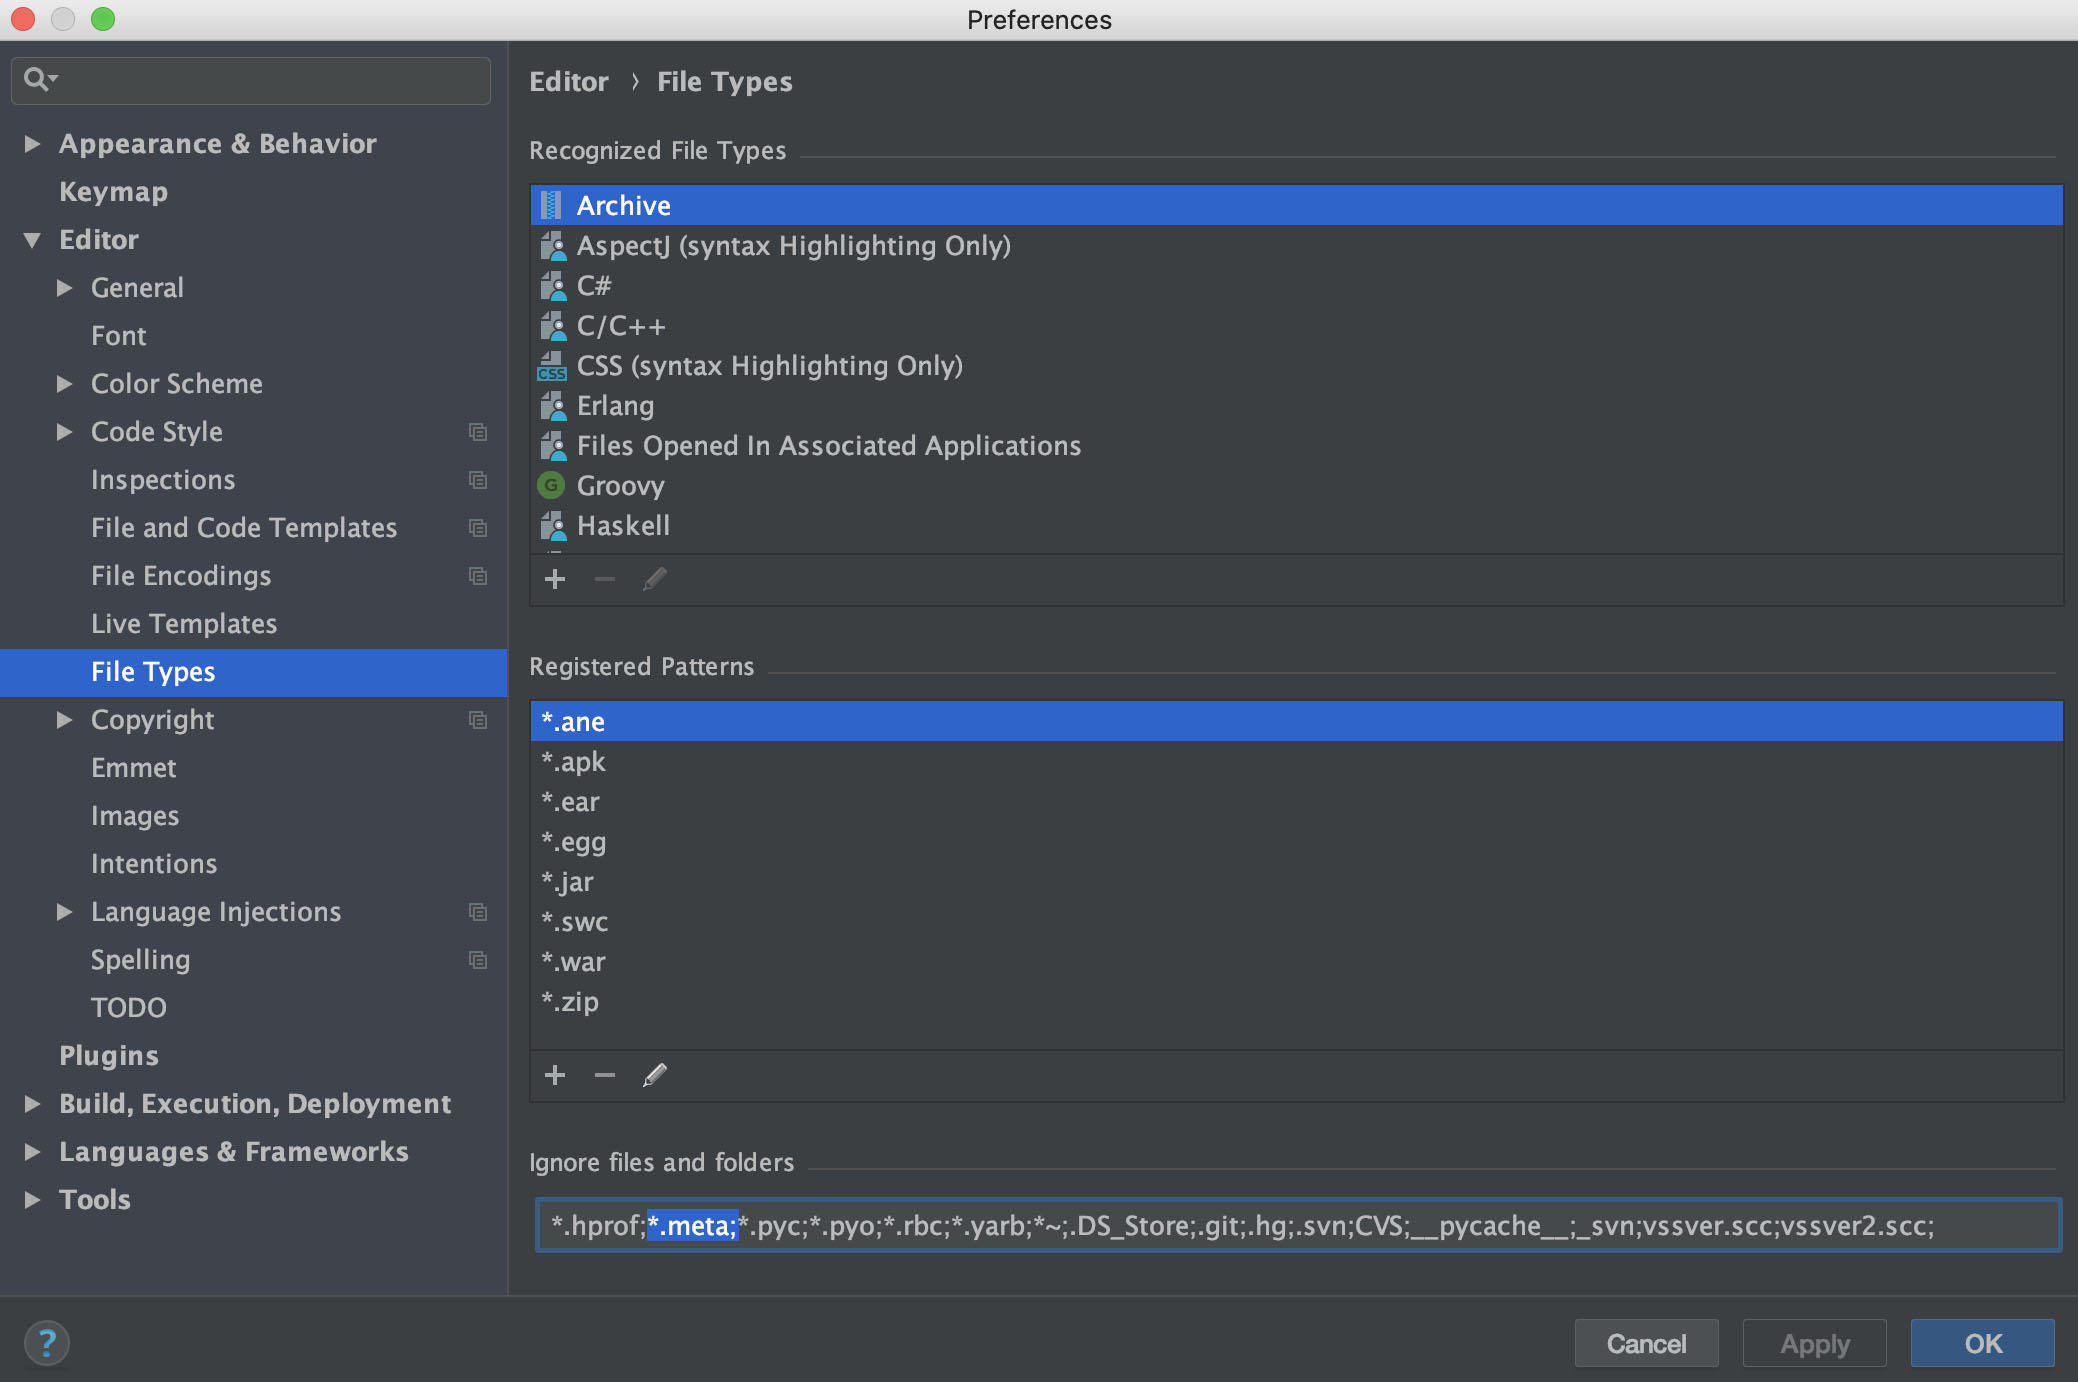 Preferences
Appearance & Behavior
Keymap
Editor
General
Font
Color Scheme
Code Style
Inspections
File and Code Templates
File Encodings
Live Templates
File Types
Copyright
Emmet
Images
Intentions
Language Injections
Spelling
TODO
Plugins
Build, Execution, Deployment
Languages & Frameworks
Tools
Editor › File Types
Recognized File Types
Archive
AspectJ (syntax Highlighting Only)
C#
C/C++
CSS CSS (syntax Highlighting Only)
Erlang
Files Opened In Associated Applications
G Groovy
Haskell
Registered Patterns
*.ane
*.apk
*.ear
*.egg
*.jar
*.swc
*.war
*.zip
Ignore files and folders
*.hprof;*.meta;*.pyc;*.pyo;*.rbc;*.yarb;*~;.DS_Store;.git;.hg;.svn;CVS;__pycache__;_svn;vssver.scc;vssver2.scc;
?
Cancel
Apply
OK